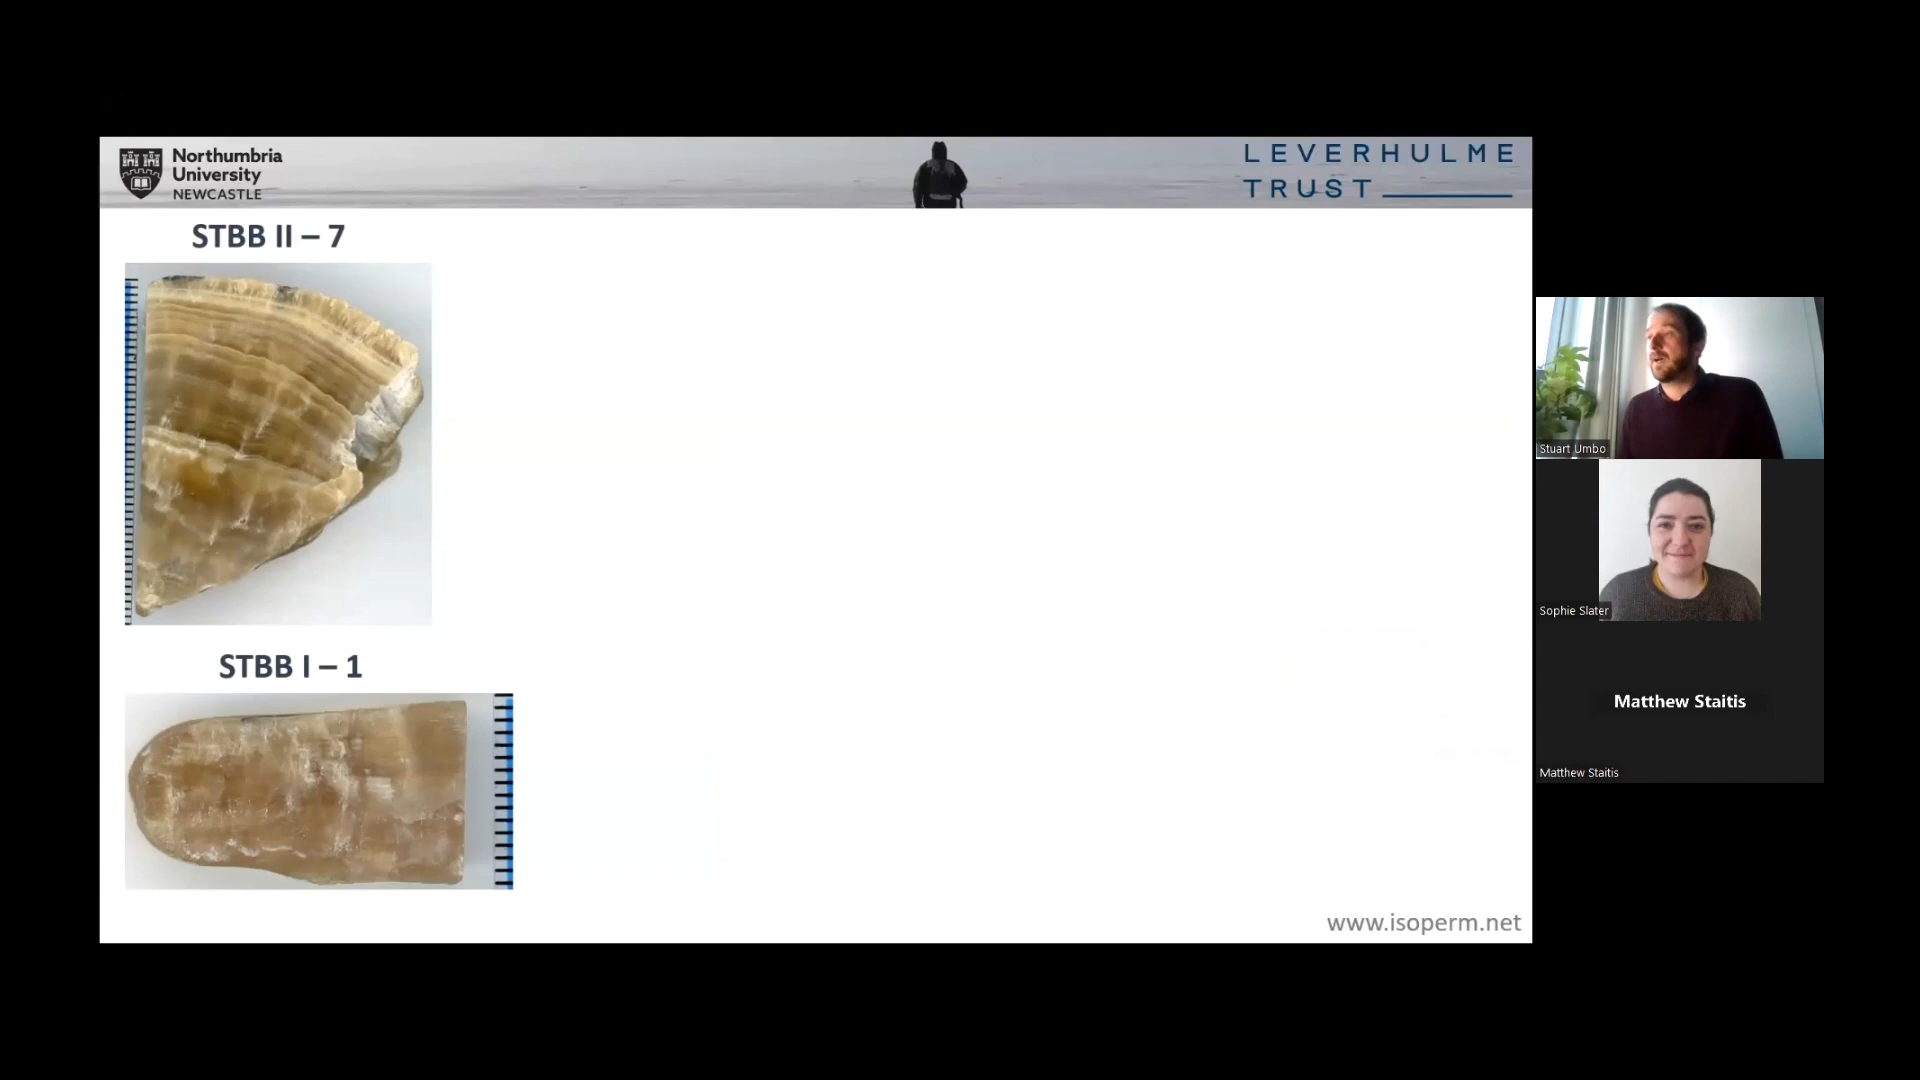 Northumbria
University
NEWCASTLE
LEVERHULME
TRUST
STBB II – 7
STBB I – 1
www.isoperm.net
Stuart Umbo
Sophie Slater
Matthew Staitis
Matthew Staitis